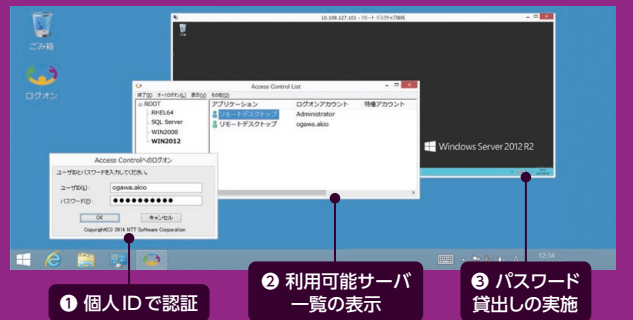 ごみ箱
ログオン
10.108.127.101 - リモート デスクトップ接続
Access Control List
終了(X) オートログオン(L) 表示(V) その他(O)
ROOT
RHEL64
SQL Server
WIN2008
WIN2012
アプリケーション ログオンアカウント 特権アカウント
リモートデスクトップ Administrator
リモートデスクトップ ogawa.akio
Windows Server 2012 R2
Access Controlへのログオン
ユーザIDとパスワードを入力してください。
ユーザID(U): ogawa.akio
パスワード(P): ●●●●●●●●●●
OK キャンセル
Copyright(C) 2014 NTT Software Corporation
12:34
❶ 個人IDで認証
❷ 利用可能サーバ
一覧の表示
❸ パスワード
貸出しの実施